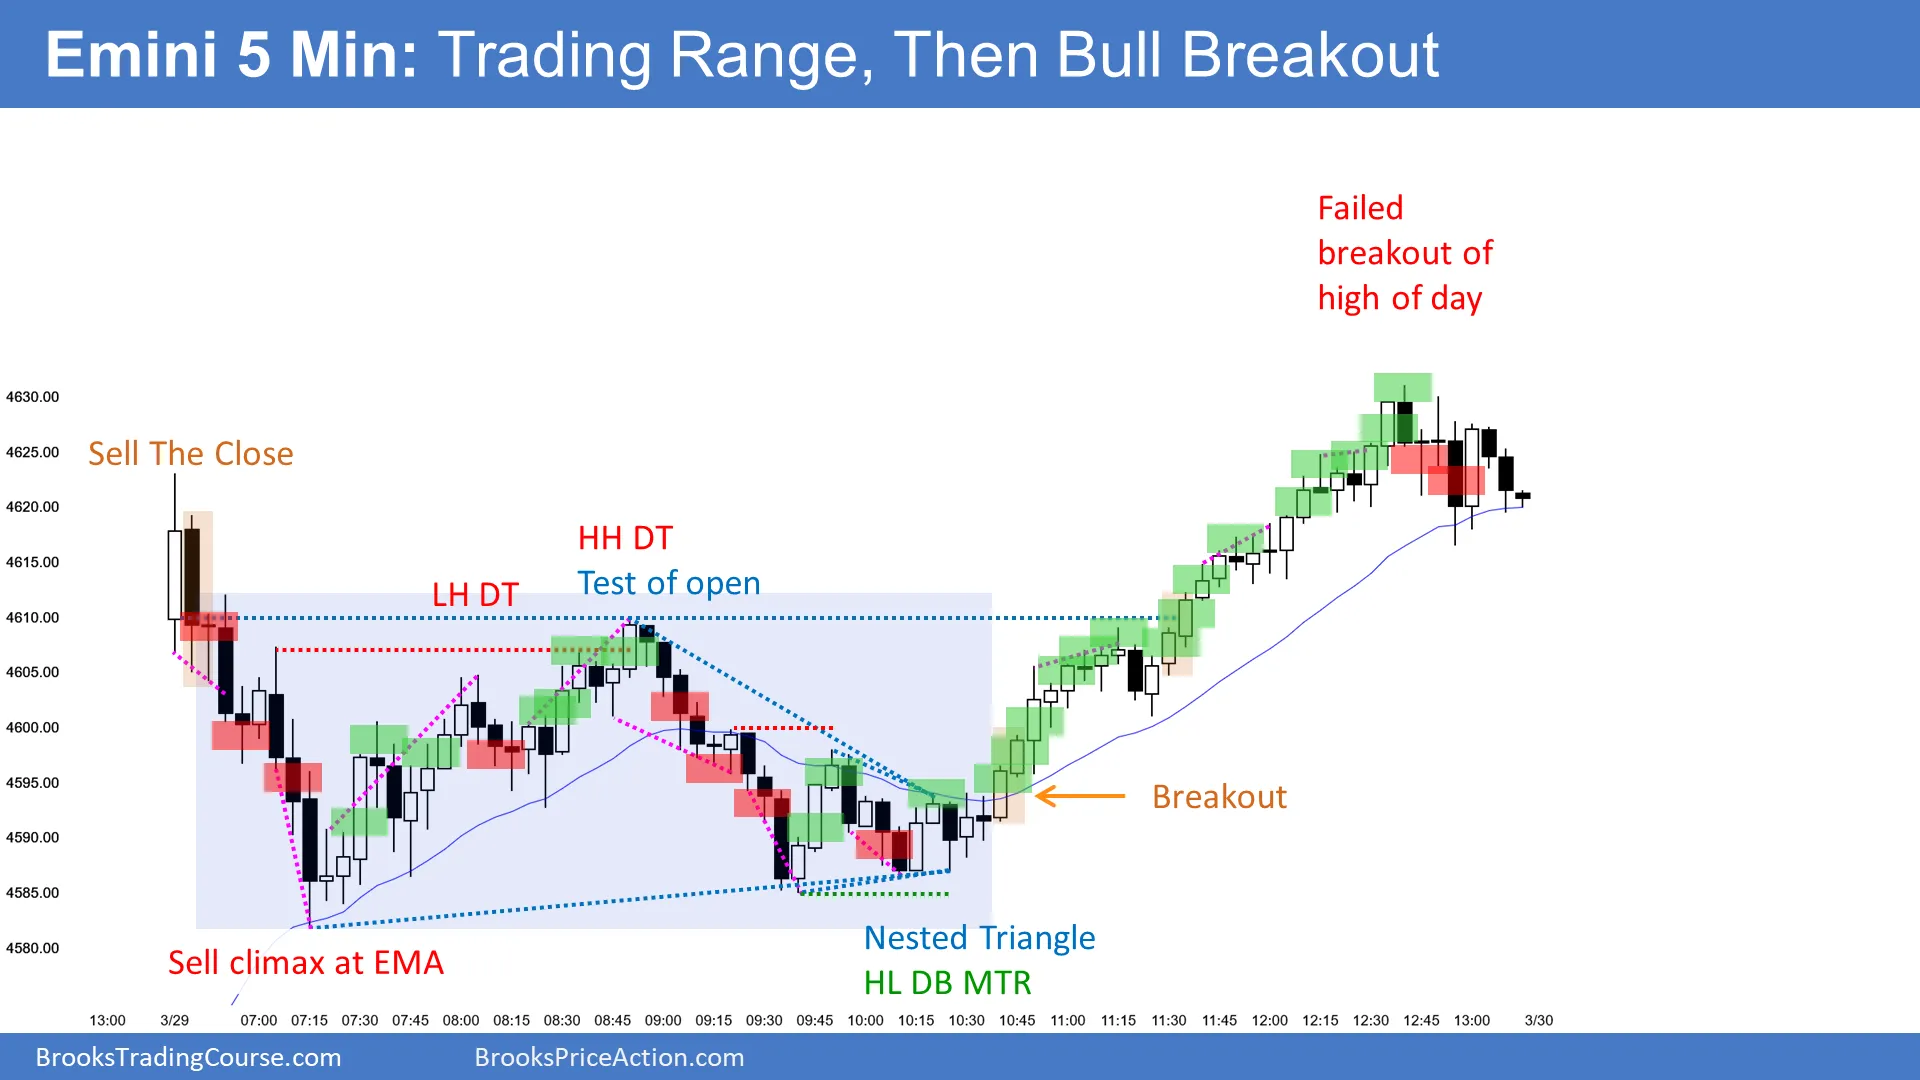 Emini 5 Min: Trading Range, Then Bull Breakout
Failed
breakout of
high of day
4630.00
4625.00
4620.00
4615.00
4610.00
4605.00
4600.00
4595.00
4590.00
4585.00
4580.00
Sell The Close
HH DT
Test of open
LH DT
Breakout
Nested Triangle
HL DB MTR
Sell climax at EMA
13:00 3/29 07:00 07:15 07:30 07:45 08:00 08:15 08:30 08:45 09:00 09:15 09:30 09:45 10:00 10:15 10:30 10:45 11:00 11:15 11:30 11:45 12:00 12:15 12:30 12:45 13:00 3/30
BrooksTradingCourse.com BrooksPriceAction.com